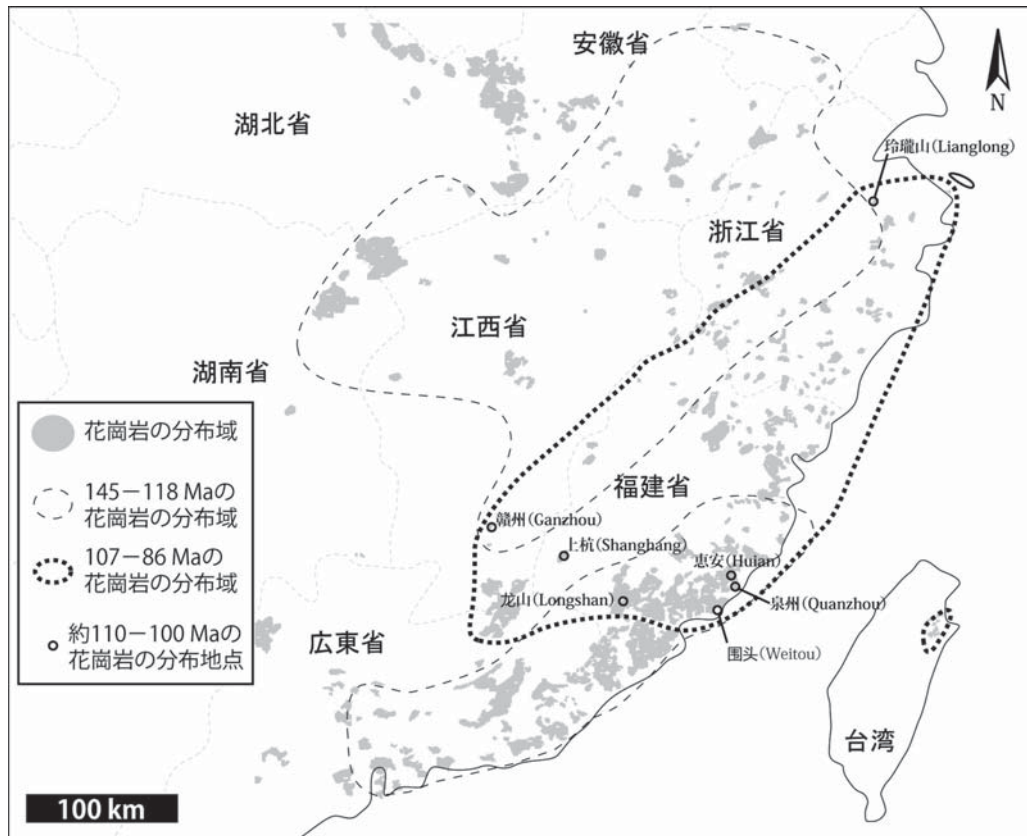 安徽省
N
湖北省
玲瓏山(Lianglong)
浙江省
江西省
湖南省
花崗岩の分布域
145−118 Maの
花崗岩の分布域
107−86 Maの
花崗岩の分布域
約110−100 Maの
花崗岩の分布地点
福建省
赣州(Ganzhou)
上杭(Shanghang)
惠安(Huian)
龙山(Longshan)
泉州(Quanzhou)
围头(Weitou)
広東省
台湾
100 km